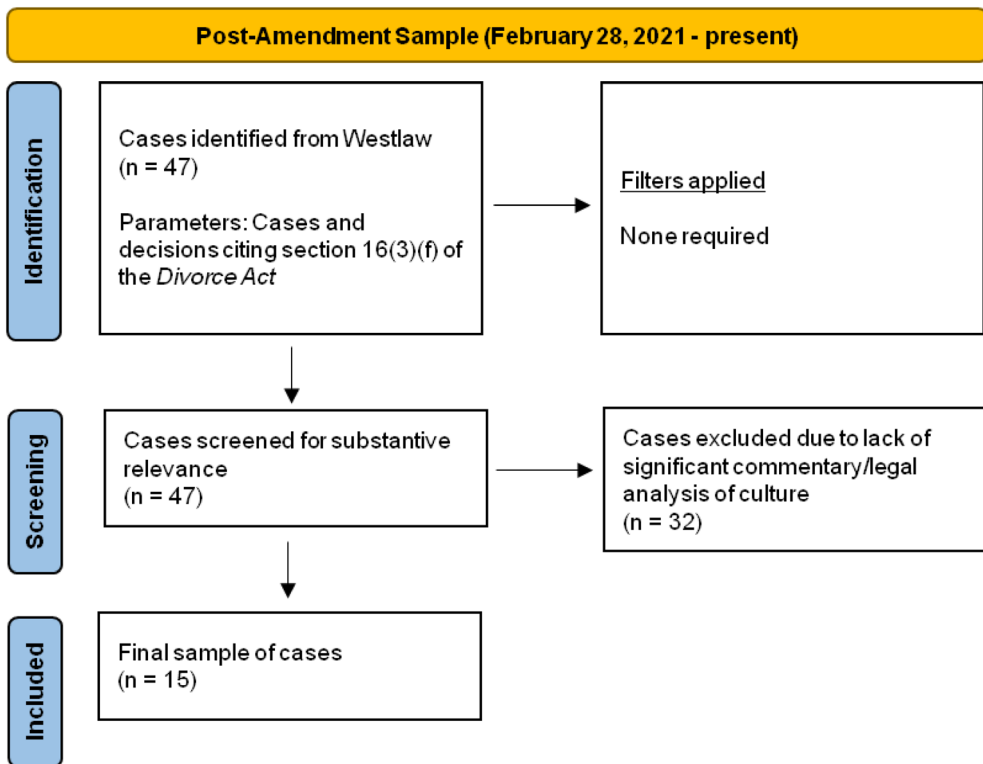 Post-Amendment Sample (February 28, 2021 - present)
Identification
Cases identified from Westlaw
(n = 47)
Parameters: Cases and
decisions citing section 16(3)(f) of
the Divorce Act
Filters applied
None required
Screening
Cases screened for substantive
relevance
(n = 47)
Cases excluded due to lack of
significant commentary/legal
analysis of culture
(n = 32)
Included
Final sample of cases
(n = 15)